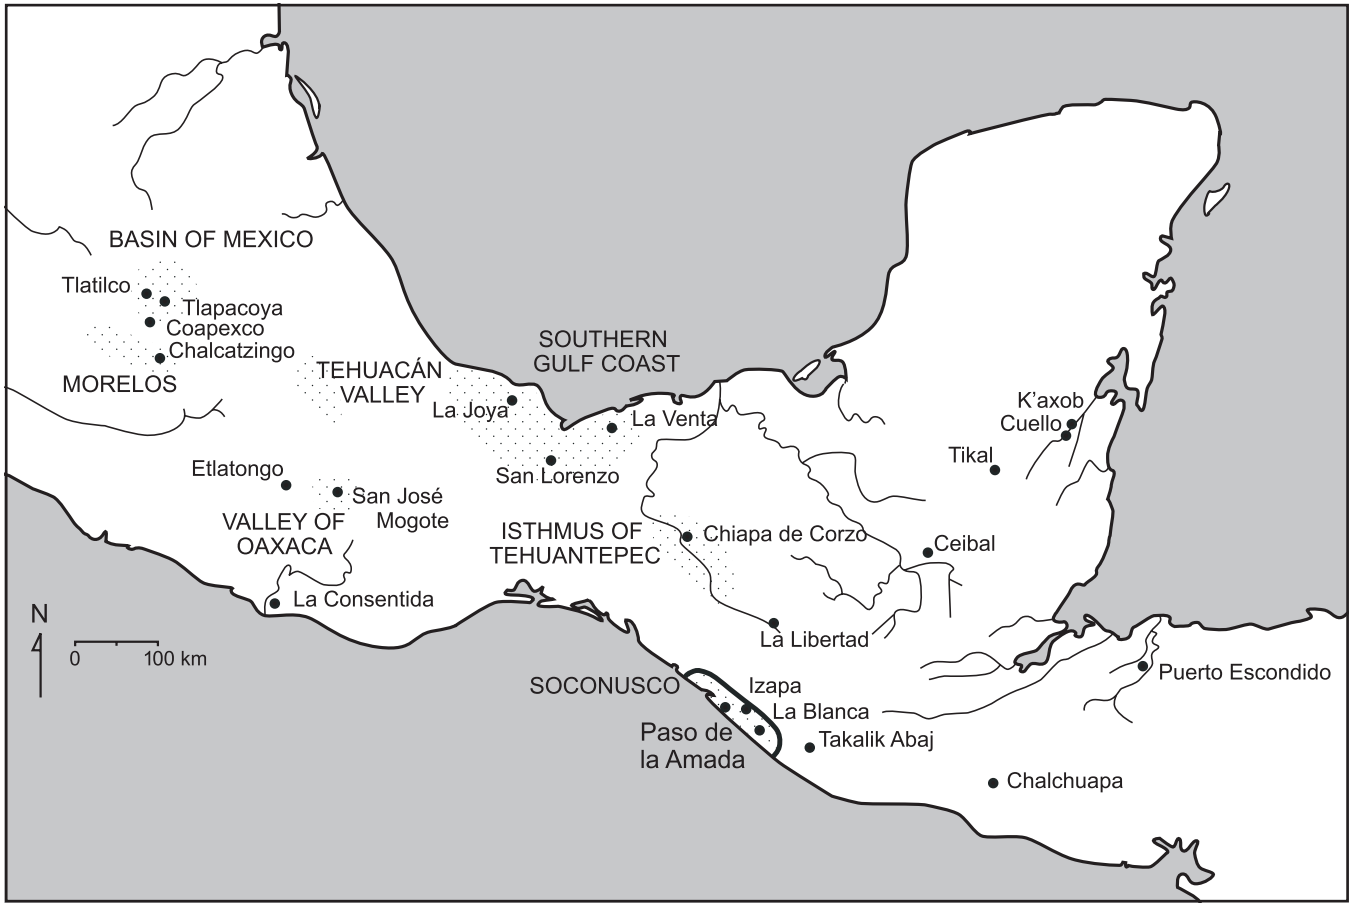 BASIN OF MEXICO
Tlatilco
Tlapacoya
Coapexco
Chalcatzingo
MORELOS
TEHUACÁN
VALLEY
SOUTHERN
GULF COAST
La Joya
La Venta
San Lorenzo
K'axob
Cuello
Tikal
Etlatongo
San José
Mogote
VALLEY OF
OAXACA
ISTHMUS OF
TEHUANTEPEC
Chiapa de Corzo
Ceibal
La Consentida
La Libertad
N
0 100 km
SOCONUSCO
Izapa
La Blanca
Paso de
la Amada
Takalik Abaj
Puerto Escondido
Chalchuapa